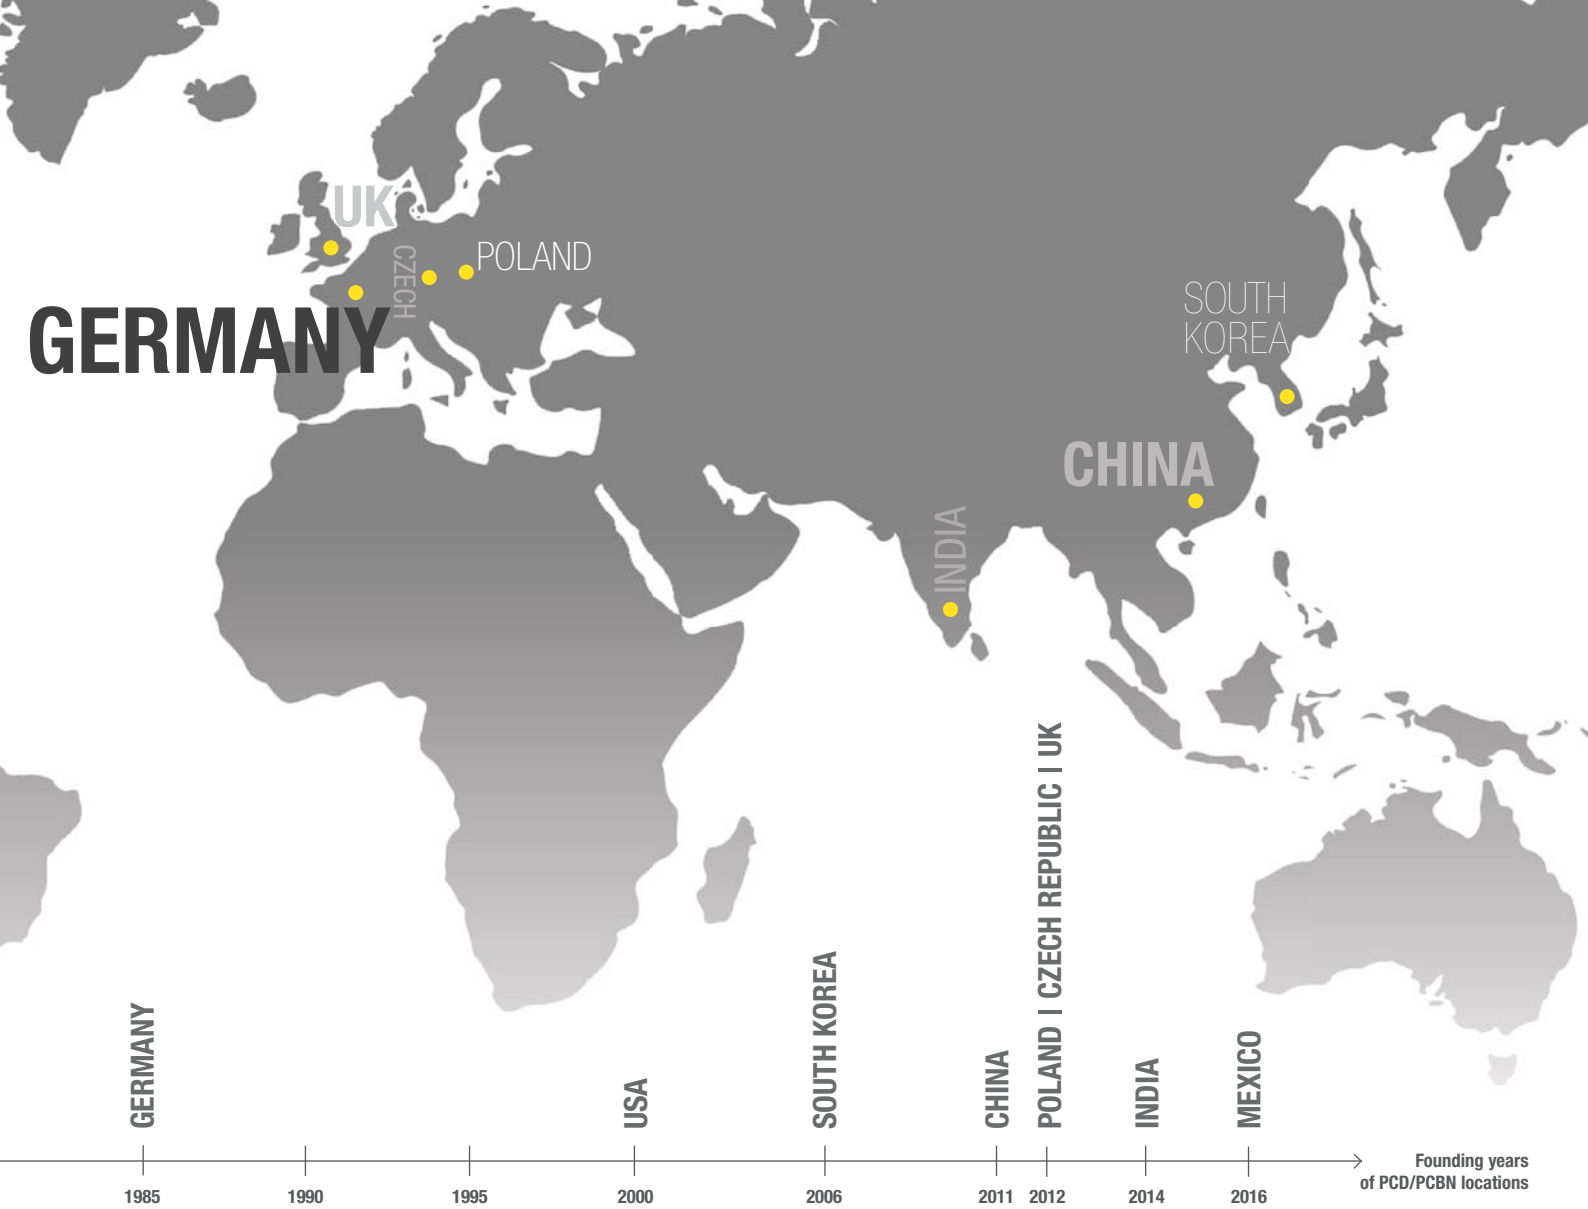 UK
CZECH
POLAND
GERMANY
SOUTH
KOREA
CHINA
INDIA
GERMANY
USA
SOUTH KOREA
CHINA
POLAND I CZECH REPUBLIC I UK
INDIA
MEXICO
Founding years
of PCD/PCBN locations
1985
1990
1995
2000
2006
2011
2012
2014
2016